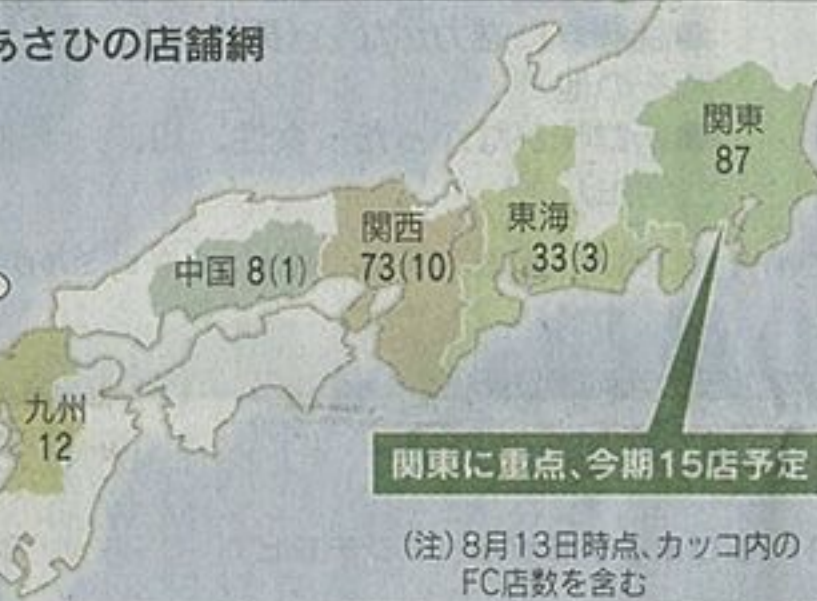 あさひの店舗網
関東
87
東海
33(3)
関西
73(10)
中国 8(1)
九州
12
関東に重点、今期15店予定
(注)8月13日時点、カッコ内の
FC店数を含む